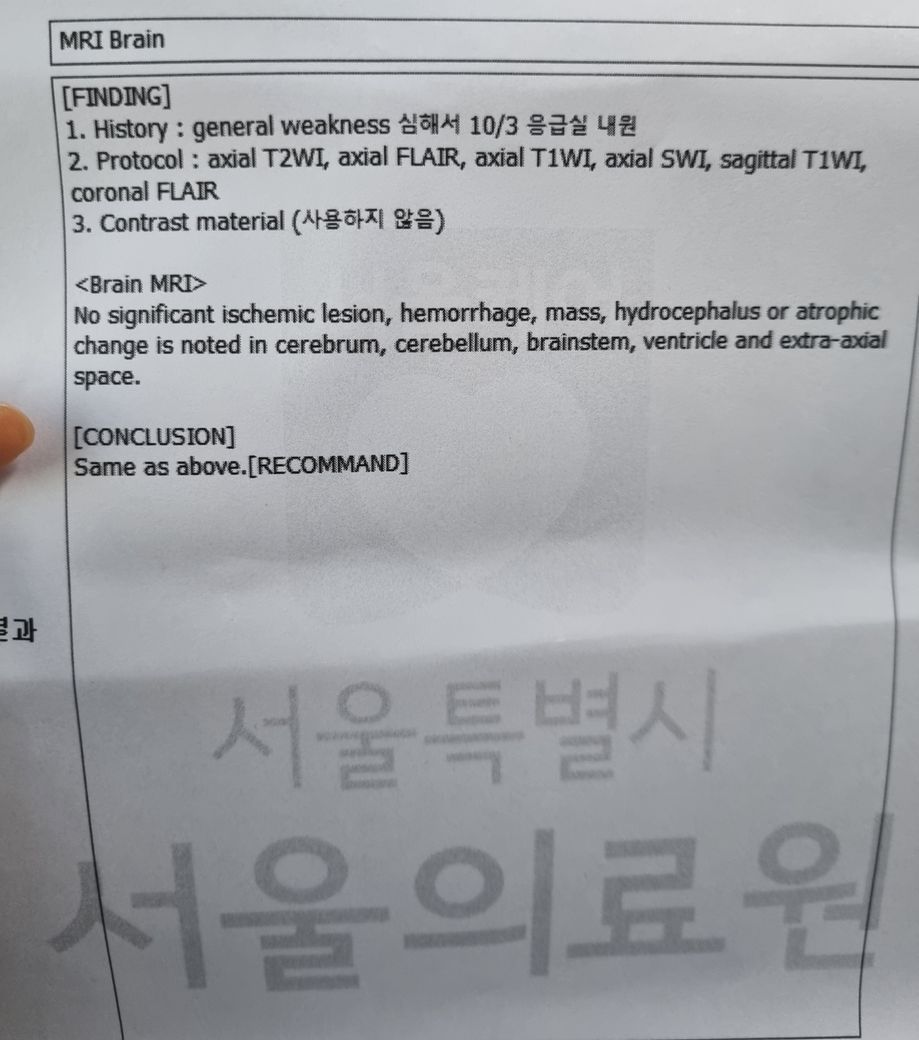 MRI Brain
[FINDING]
1. History : general weakness 심해서 10/3 응급실 내원
2. Protocol : axial T2WI, axial FLAIR, axial T1WI, axial SWI, sagittal T1WI,
coronal FLAIR
3. Contrast material (사용하지 않음)
<Brain MRI>
No significant ischemic lesion, hemorrhage, mass, hydrocephalus or atrophic
change is noted in cerebrum, cerebellum, brainstem, ventricle and extra-axial
space.
[CONCLUSION]
Same as above.[RECOMMAND]
서울특별시
서울의료원